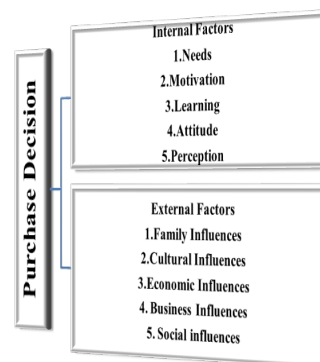 Purchase Decision
Internal Factors
1.Needs
2.Motivation
3.Learning
4.Attitude
5.Perception
External Factors
1.Family Influences
2.Cultural Influences
3.Economic Influences
4. Business Influences
5. Social influences